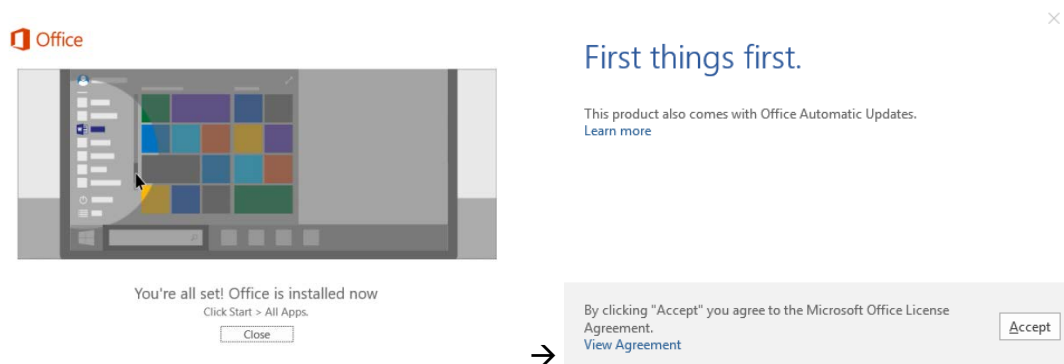 Office
You're all set! Office is installed now
Click Start > All Apps.
Close
→
First things first.
This product also comes with Office Automatic Updates.
Learn more
By clicking "Accept" you agree to the Microsoft Office License
Agreement.
View Agreement
Accept